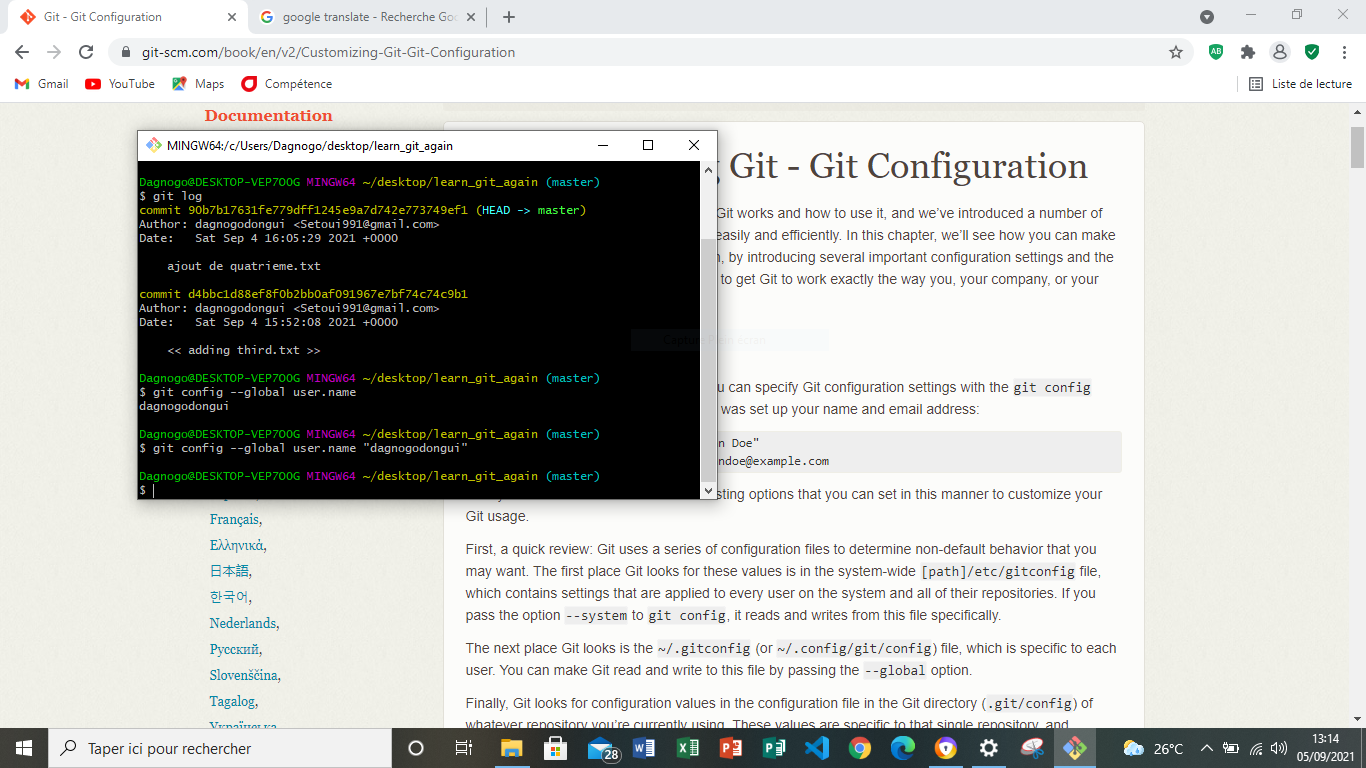 Git - Git Configuration
google translate - Recherche Goo
git-scm.com/book/en/v2/Customizing-Git-Git-Configuration
Gmail
YouTube
Maps
Compétence
Liste de lecture
Documentation
MINGW64:/c/Users/Dagnogo/desktop/learn_git_again
Dagnogo@DESKTOP-VEP7OOG MINGW64 ~/desktop/learn_git_again (master)
$ git log
commit 90b7b17631fe779dff1245e9a7d742e773749ef1 (HEAD -> master)
Author: dagnogodongui <Setoui991@gmail.com>
Date: Sat Sep 4 16:05:29 2021 +0000
ajout de quatrieme.txt
commit d4bbc1d88ef8f0b2bb0af091967e7bf74c74c9b1
Author: dagnogodongui <Setoui991@gmail.com>
Date: Sat Sep 4 15:52:08 2021 +0000
<< adding third.txt >>
Dagnogo@DESKTOP-VEP7OOG MINGW64 ~/desktop/learn_git_again (master)
$ git config --global user.name
dagnogodongui
Dagnogo@DESKTOP-VEP7OOG MINGW64 ~/desktop/learn_git_again (master)
$ git config --global user.name "dagnogodongui"
Dagnogo@DESKTOP-VEP7OOG MINGW64 ~/desktop/learn_git_again (master)
$
Git - Git Configuration
Git works and how to use it, and we've introduced a number of
easily and efficiently. In this chapter, we'll see how you can make
by introducing several important configuration settings and the
to get Git to work exactly the way you, your company, or your
can specify Git configuration settings with the git config
was set up your name and email address:
Doe"
ndoe@example.com
options that you can set in this manner to customize your
Git usage.
First, a quick review: Git uses a series of configuration files to determine non-default behavior that you
may want. The first place Git looks for these values is in the system-wide [path]/etc/gitconfig file,
which contains settings that are applied to every user on the system and all of their repositories. If you
pass the option --system to git config, it reads and writes from this file specifically.
The next place Git looks is the ~/.gitconfig (or ~/.config/git/config) file, which is specific to each
user. You can make Git read and write to this file by passing the --global option.
Finally, Git looks for configuration values in the configuration file in the Git directory (.git/config) of
whatever repository you're currently using. These values are specific to that single repository, and
Français,
Ελληνικά,
日本語,
한국어,
Nederlands,
Русский,
Slovenščina,
Tagalog,
Українська
Taper ici pour rechercher
28
26°C
13:14
05/09/2021